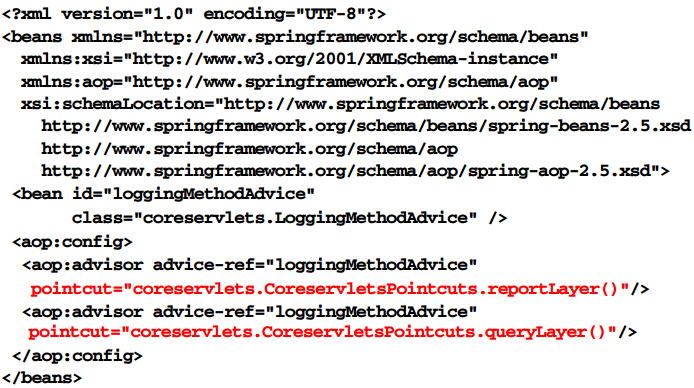 <?xml version="1.0" encoding="UTF-8"?>
<beans xmlns="http://www.springframework.org/schema/beans"
xmlns:xsi="http://www.w3.org/2001/XMLSchema-instance"
xmlns:aop="http://www.springframework.org/schema/aop"
xsi:schemaLocation="http://www.springframework.org/schema/beans
http://www.springframework.org/schema/beans/spring-beans-2.5.xsd
http://www.springframework.org/schema/aop
http://www.springframework.org/schema/aop/spring-aop-2.5.xsd">
<bean id="loggingMethodAdvice"
class="coreservlets.LoggingMethodAdvice" />
<aop:config>
<aop:advisor advice-ref="loggingMethodAdvice"
pointcut="coreservlets.CoreservletsPointcuts.reportLayer()"/>
<aop:advisor advice-ref="loggingMethodAdvice"
pointcut="coreservlets.CoreservletsPointcuts.queryLayer()"/>
</aop:config>
</beans>